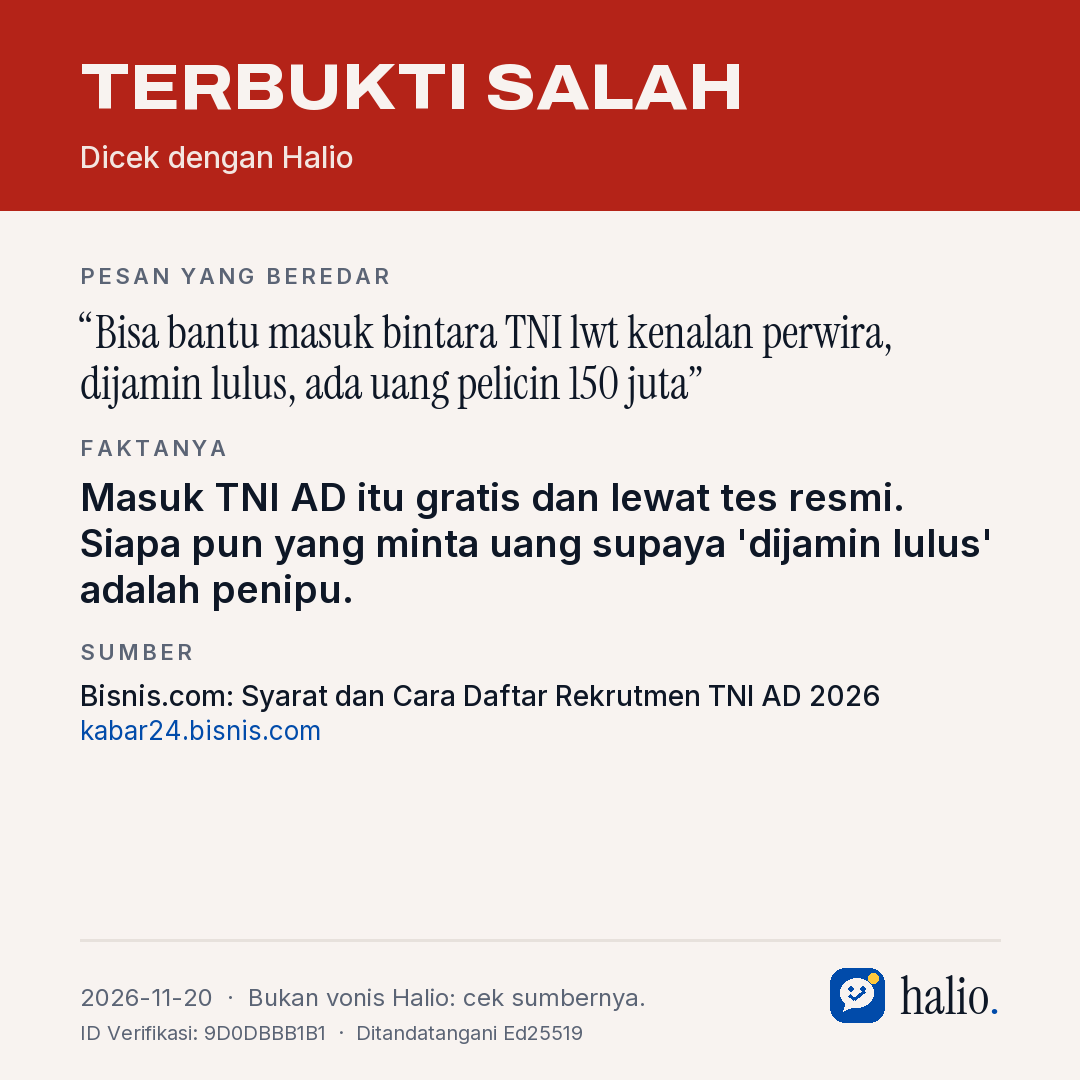 TERBUKTI SALAH
Dicek dengan Halio
PESAN YANG BEREDAR
“Bisa bantu masuk bintara TNI lwt kenalan perwira,
dijamin lulus, ada uang pelicin 150 juta”
FAKTANYA
Masuk TNI AD itu gratis dan lewat tes resmi.
Siapa pun yang minta uang supaya 'dijamin lulus'
adalah penipu.
SUMBER
Bisnis.com: Syarat dan Cara Daftar Rekrutmen TNI AD 2026
kabar24.bisnis.com
2026-11-20 · Bukan vonis Halio: cek sumbernya.
ID Verifikasi: 9D0DBBB1B1 · Ditandatangani Ed25519
halio.